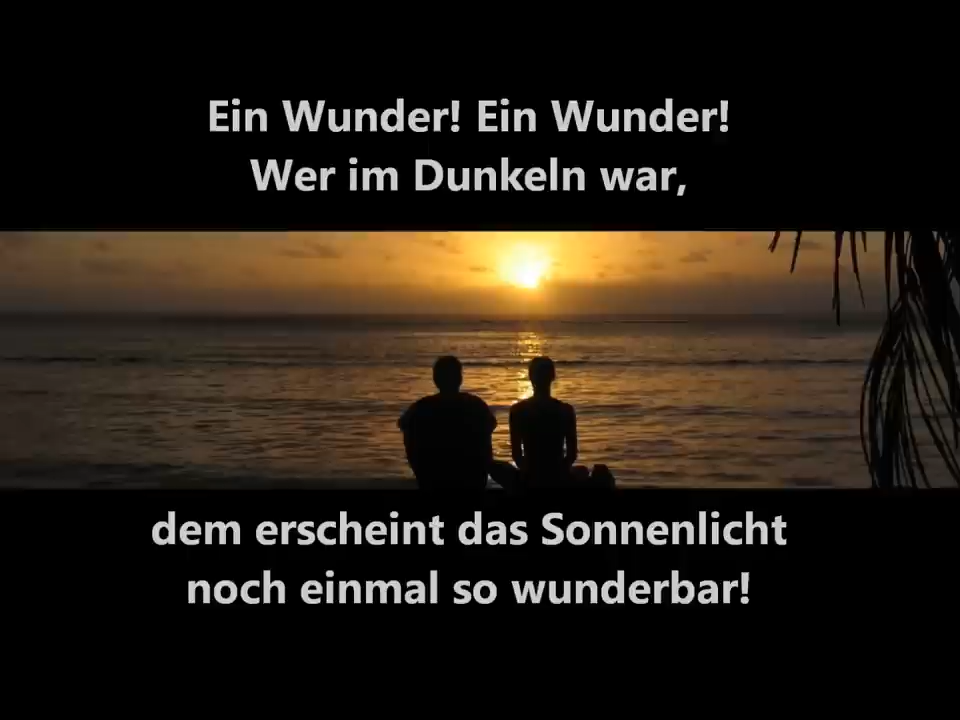 Ein Wunder! Ein Wunder!
Wer im Dunkeln war,
dem erscheint das Sonnenlicht
noch einmal so wunderbar!